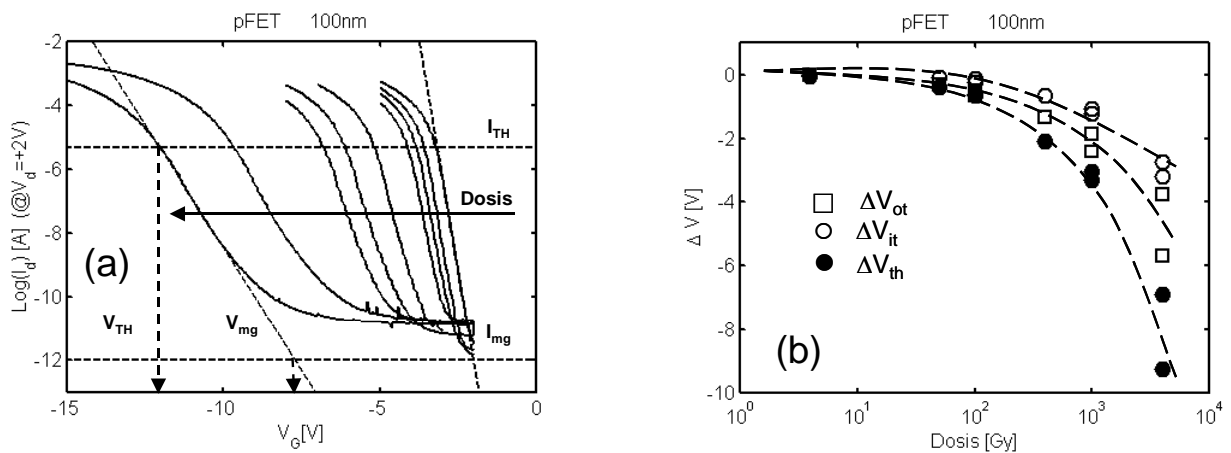 pFET 100nm
-2
-4
-6
-8
-10
-12
-15
-10
-5
0
Log(I_d) [A] (@V_d=+2V)
V_G[V]
I_TH
Dosis
(a)
V_TH
V_mg
I_mg
pFET 100nm
0
-2
-4
-6
-8
-10
10^0
10^1
10^2
10^3
10^4
Δ V [V]
Dosis [Gy]
ΔV_ot
ΔV_it
ΔV_th
(b)